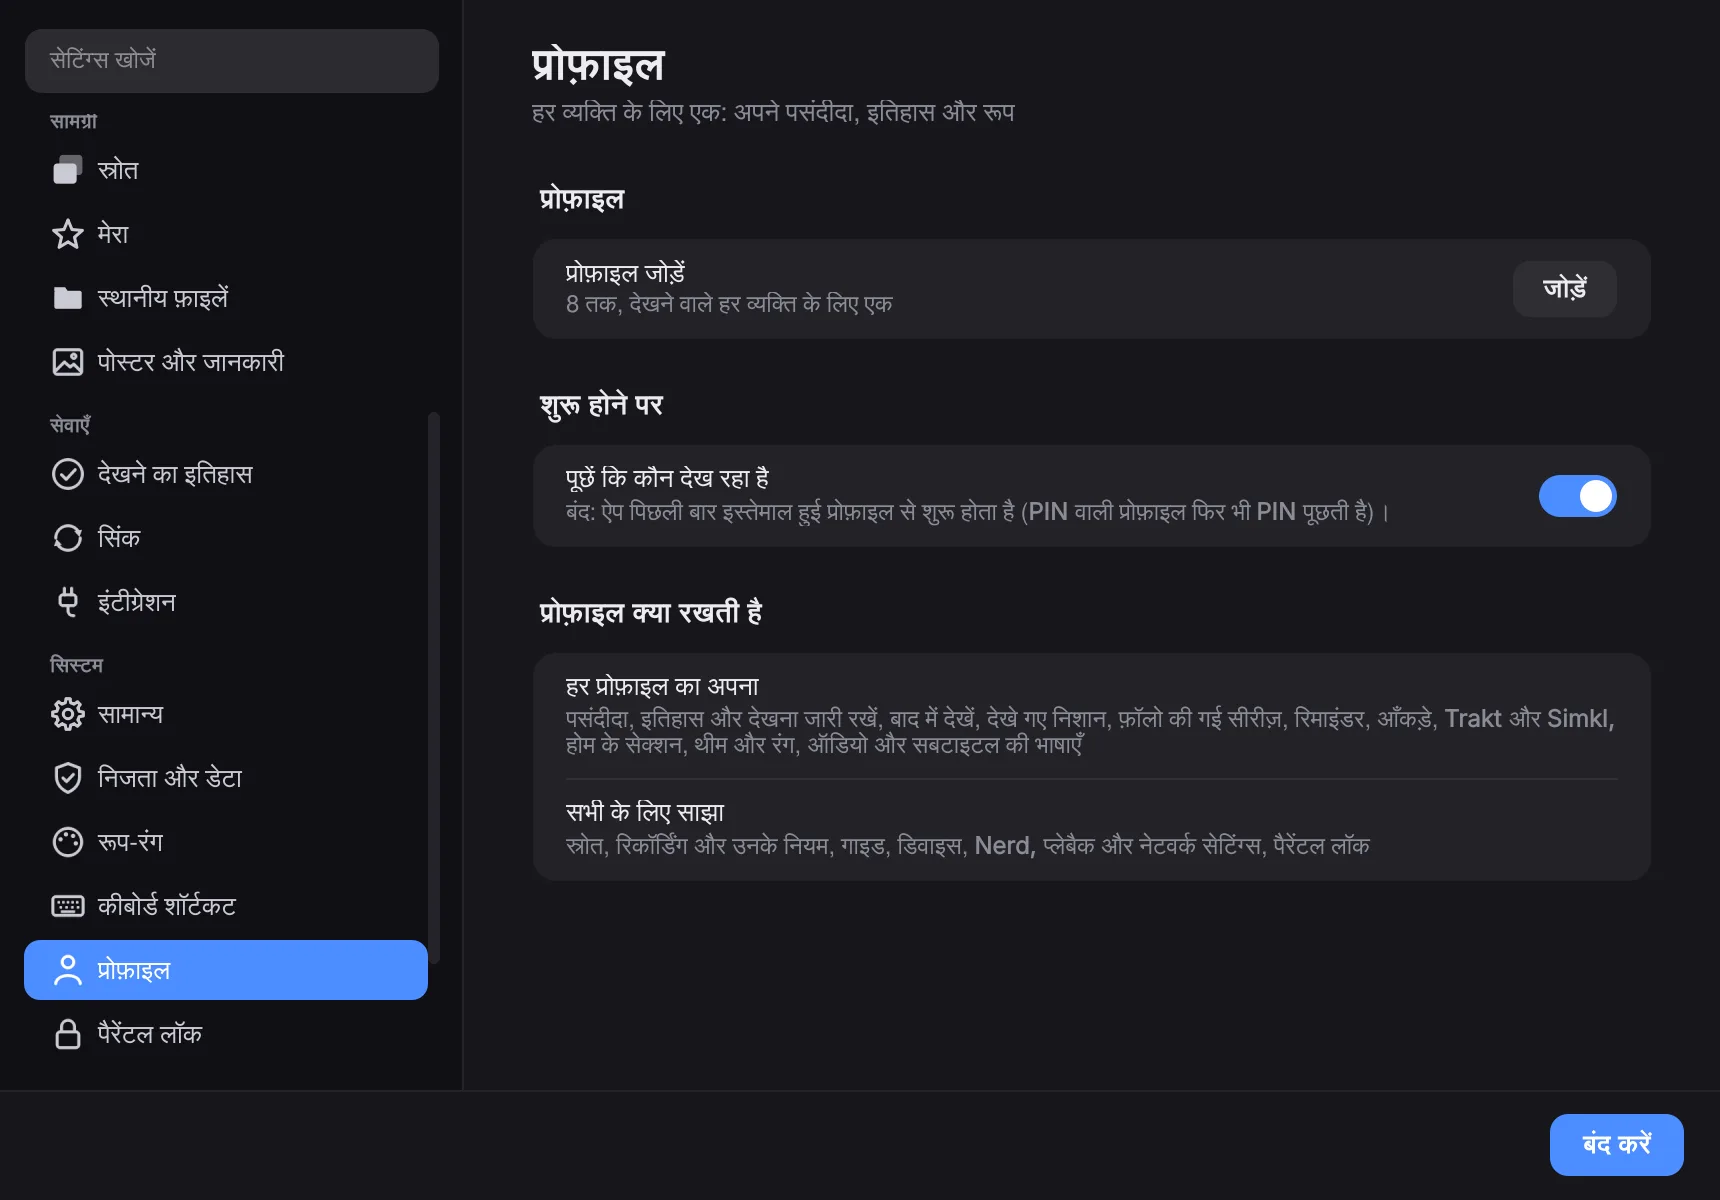 सेटिंग्स खोजें
सामग्री
स्रोत
मेरा
स्थानीय फ़ाइलें
पोस्टर और जानकारी
सेवाएँ
देखने का इतिहास
सिंक
इंटीग्रेशन
सिस्टम
सामान्य
निजता और डेटा
रूप-रंग
कीबोर्ड शॉर्टकट
प्रोफ़ाइल
पैरेंटल लॉक
प्रोफ़ाइल
हर व्यक्ति के लिए एक: अपने पसंदीदा, इतिहास और रूप
प्रोफ़ाइल
प्रोफ़ाइल जोड़ें
8 तक, देखने वाले हर व्यक्ति के लिए एक
जोड़ें
शुरू होने पर
पूछें कि कौन देख रहा है
बंद: ऐप पिछली बार इस्तेमाल हुई प्रोफ़ाइल से शुरू होता है (PIN वाली प्रोफ़ाइल फिर भी PIN पूछती है)।
प्रोफ़ाइल क्या रखती है
हर प्रोफ़ाइल का अपना
पसंदीदा, इतिहास और देखना जारी रखें, बाद में देखें, देखे गए निशान, फ़ॉलो की गई सीरीज़, रिमाइंडर, आँकड़े, Trakt और Simkl,
होम के सेक्शन, थीम और रंग, ऑडियो और सबटाइटल की भाषाएँ
सभी के लिए साझा
स्रोत, रिकॉर्डिंग और उनके नियम, गाइड, डिवाइस, Nerd, प्लेबैक और नेटवर्क सेटिंग्स, पैरेंटल लॉक
बंद करें